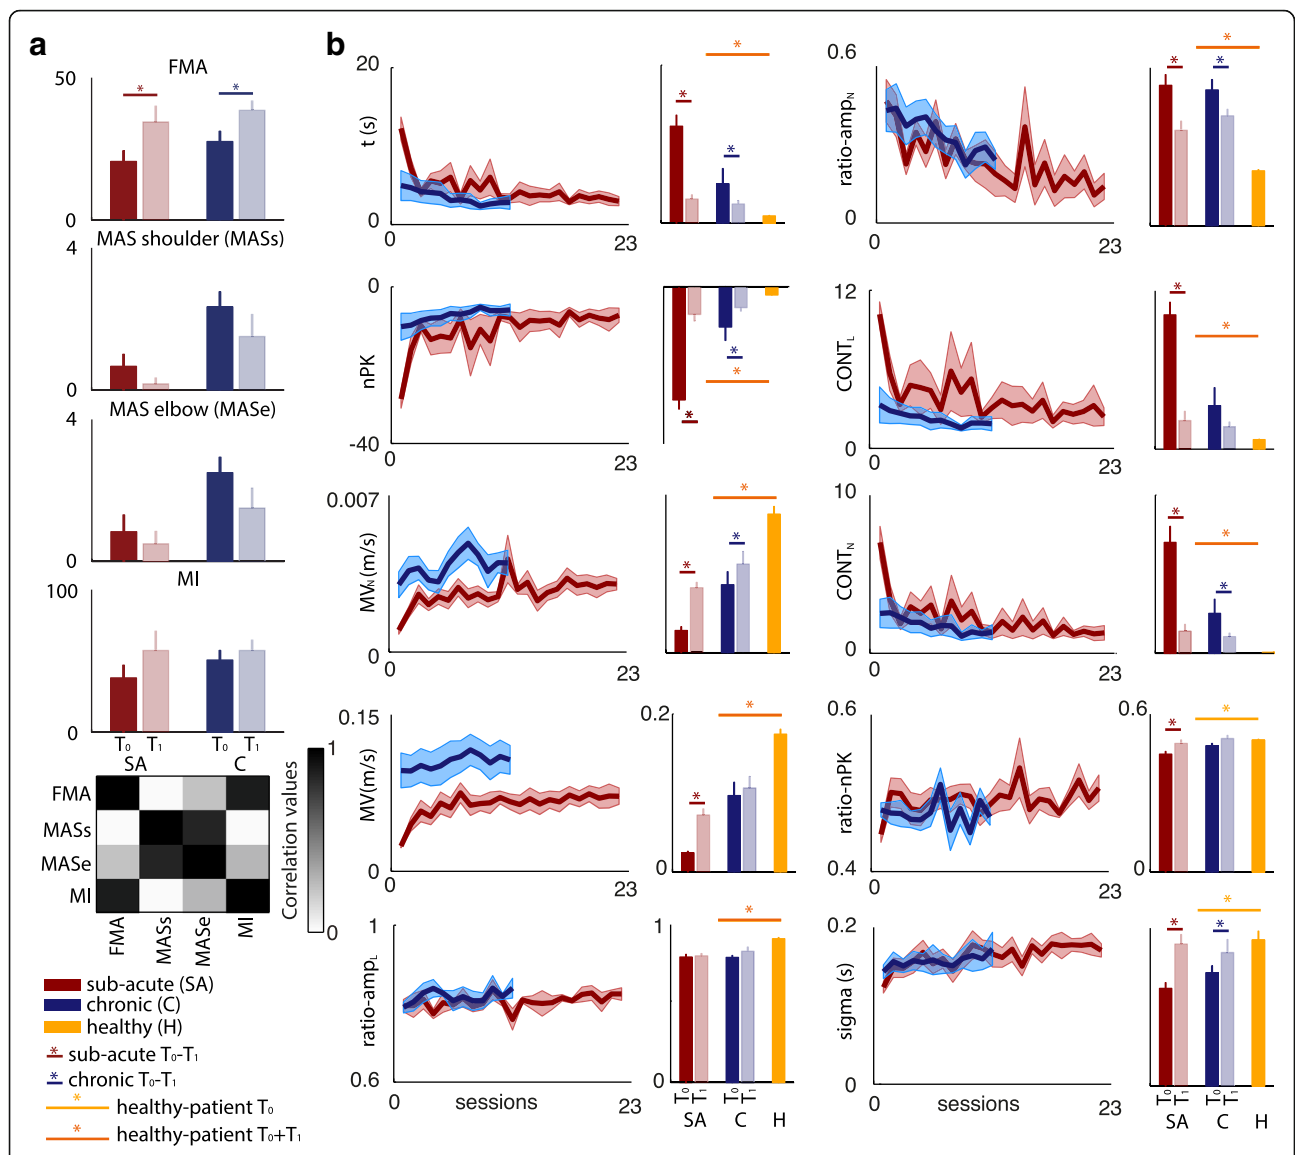 a
FMA
50
*
*
0
MAS shoulder (MASs)
4
0
MAS elbow (MASe)
4
0
MI
100
0
T₀ T₁ T₀ T₁
SA C
FMA
MASs
MASe
MI
FMA MASs MASe MI
1
Correlation values
0
sub-acute (SA)
chronic (C)
healthy (H)
* sub-acute T₀-T₁
* chronic T₀-T₁
* healthy-patient T₀
* healthy-patient T₀+T₁
b
20
t (s)
0
0 23
* * *
0.6
ratio-ampN
0
0 23
* * *
0
nPK
-40
0 23
* * *
12
CONTL
0
0 23
* *
0.007
MVN (m/s)
0
0 23
* * *
10
CONTN
0
0 23
* * *
0.15
MV(m/s)
0
0 23
0.2
0
* *
0.6
ratio-nPK
0.4
0 23
0.6
0
* *
1
ratio-ampL
0.6
0 sessions 23
1
0
*
T₀ T₁ T₀ T₁
SA C H
0.2
sigma (s)
0
0 sessions 23
* * *
T₀ T₁ T₀ T₁
SA C H